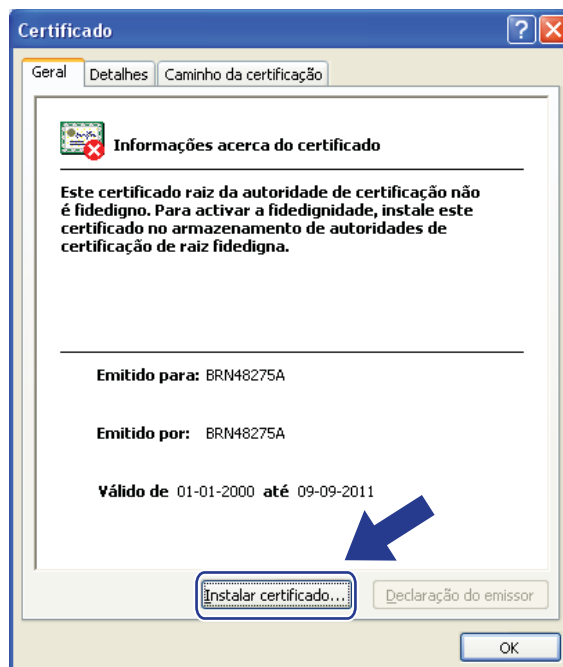 Certificado
Geral Detalhes Caminho da certificação
Informações acerca do certificado
Este certificado raiz da autoridade de certificação não
é fidedigno. Para activar a fidedignidade, instale este
certificado no armazenamento de autoridades de
certificação de raiz fidedigna.
Emitido para: BRN48275A
Emitido por: BRN48275A
Válido de 01-01-2000 até 09-09-2011
Instalar certificado... Declaração do emissor
OK